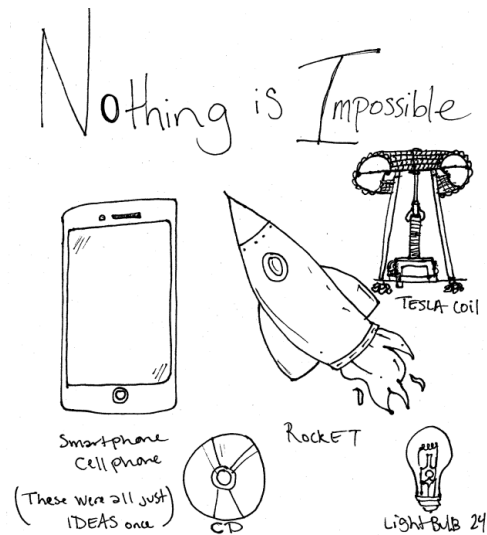 Nothing is Impossible
TESLA Coil
Smartphone
Cell phone
ROCKET
(These were all just
IDEAS once)
CD
LightBulb 24